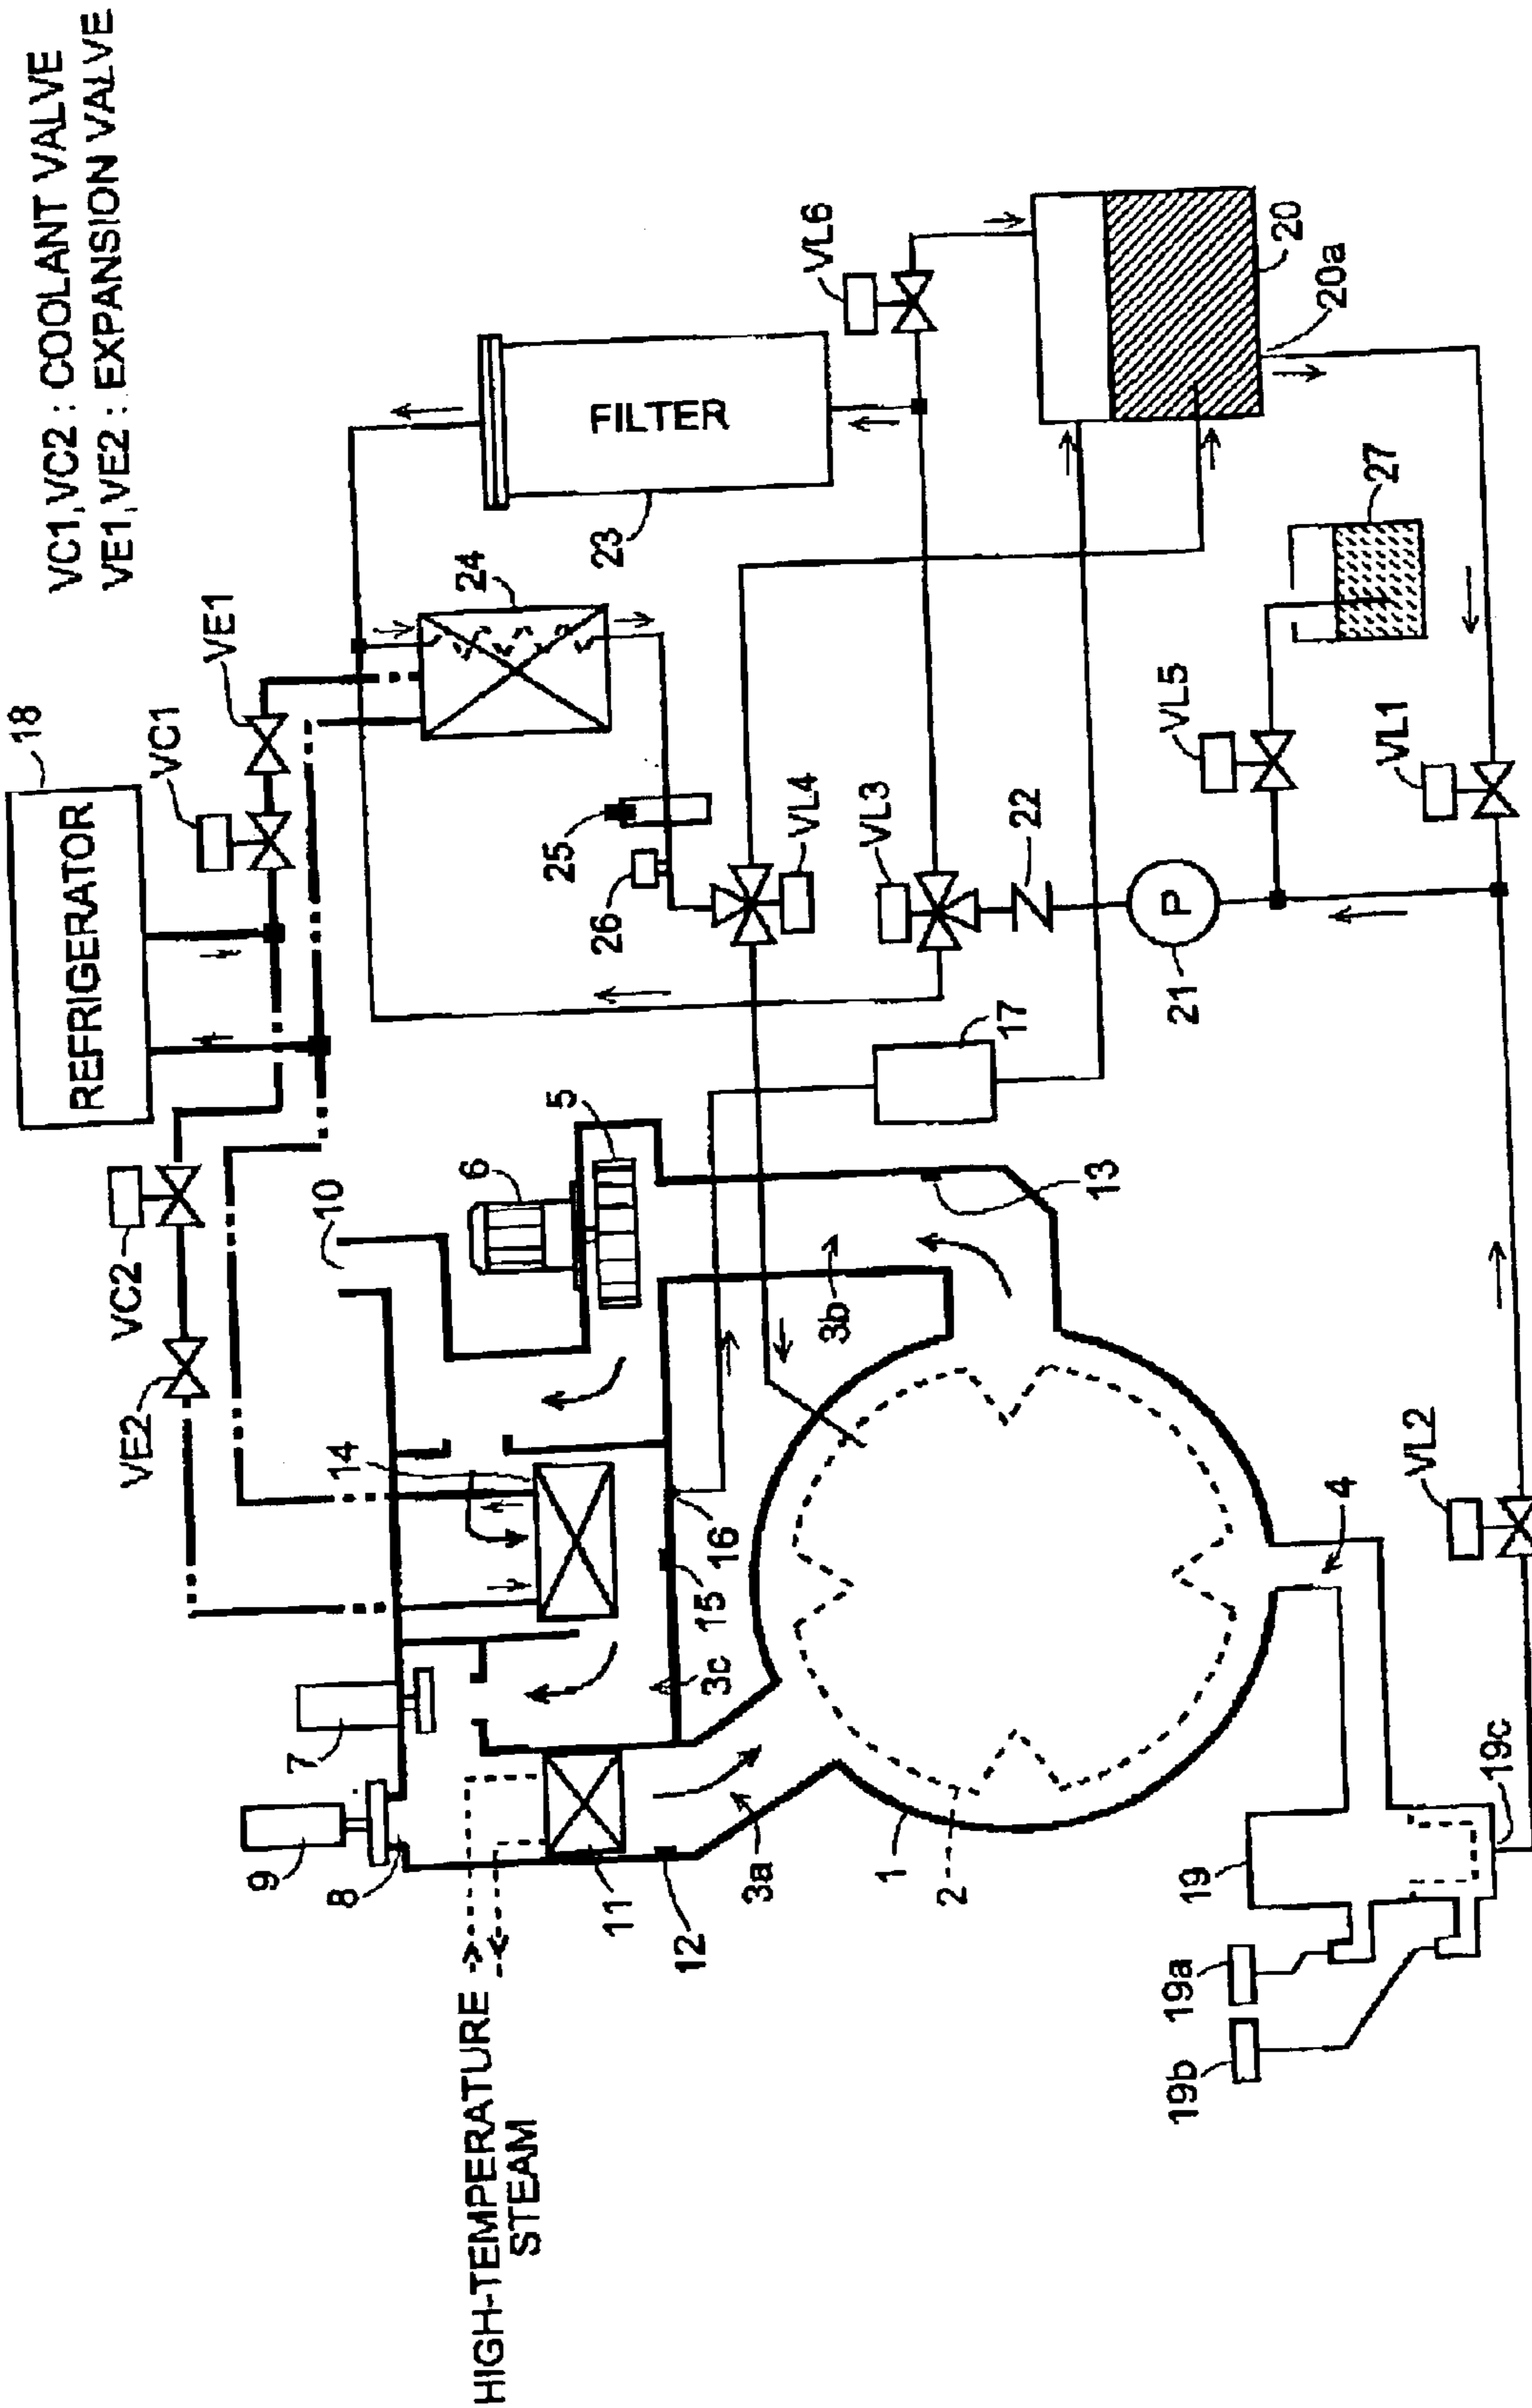 VC1,VC2 : COOLANT VALVE
VE1,VE2 : EXPANSION VALVE
18
REFRIGERATOR
VC1
VE1
24
23
FILTER
VL6
20
20a
27
VL5
VL1
25
26
VL4
VL3
22
P
21
17
VC2
VE2
10
6
5
13
3b
14
16
15
3c
7
9
8
HIGH-TEMPERATURE
STEAM
11
12
3a
1
2
4
VL2
19
19a
19b
19c